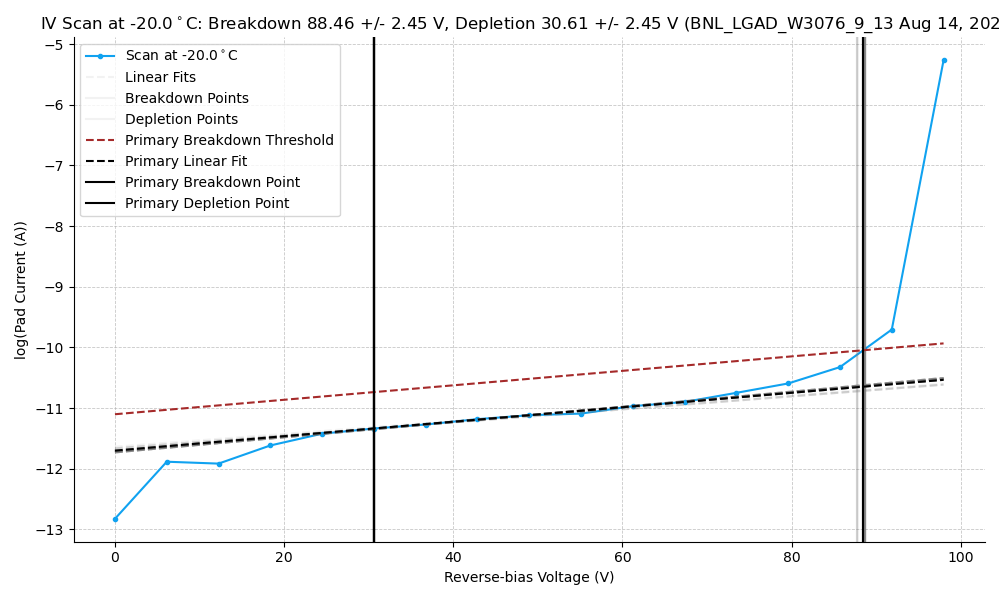 IV Scan at -20.0°C: Breakdown 88.46 +/- 2.45 V, Depletion 30.61 +/- 2.45 V (BNL_LGAD_W3076_9_13 Aug 14, 202
Scan at -20.0°C
Linear Fits
Breakdown Points
Depletion Points
Primary Breakdown Threshold
Primary Linear Fit
Primary Breakdown Point
Primary Depletion Point
log(Pad Current (A))
−5
−6
−7
−8
−9
−10
−11
−12
−13
0 20 40 60 80 100
Reverse-bias Voltage (V)